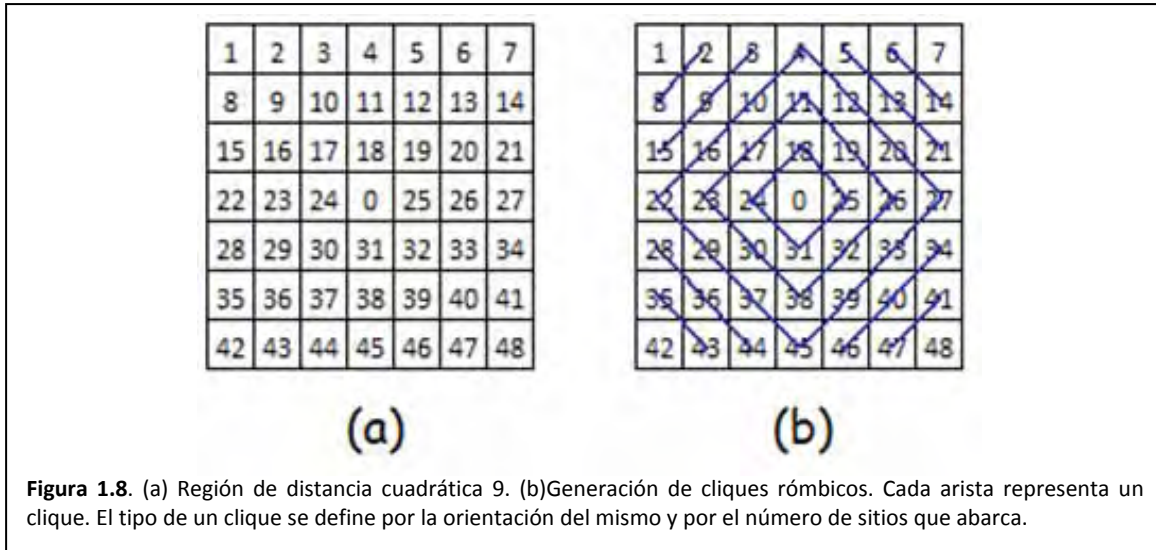 1 2 3 4 5 6 7 1 2 3 4 5 6 7
8 9 10 11 12 13 14 8 9 10 11 12 13 14
15 16 17 18 19 20 21 15 16 17 18 19 20 21
22 23 24 0 25 26 27 22 23 24 0 25 26 27
28 29 30 31 32 33 34 28 29 30 31 32 33 34
35 36 37 38 39 40 41 35 36 37 38 39 40 41
42 43 44 45 46 47 48 42 43 44 45 46 47 48
(a) (b)
Figura 1.8. (a) Región de distancia cuadrática 9. (b)Generación de cliques rómbicos. Cada arista representa un
clique. El tipo de un clique se define por la orientación del mismo y por el número de sitios que abarca.